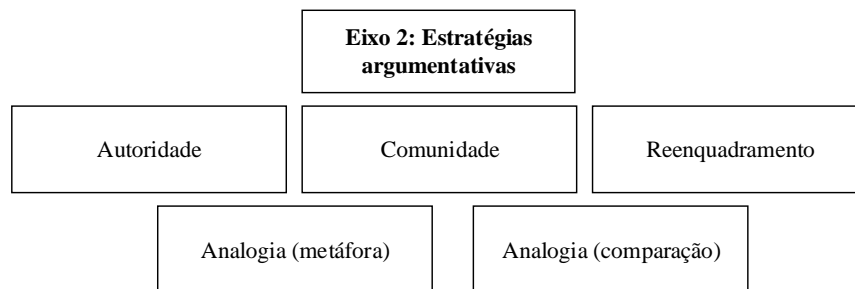 Eixo 2: Estratégias
argumentativas
Autoridade
Comunidade
Reenquadramento
Analogia (metáfora)
Analogia (comparação)